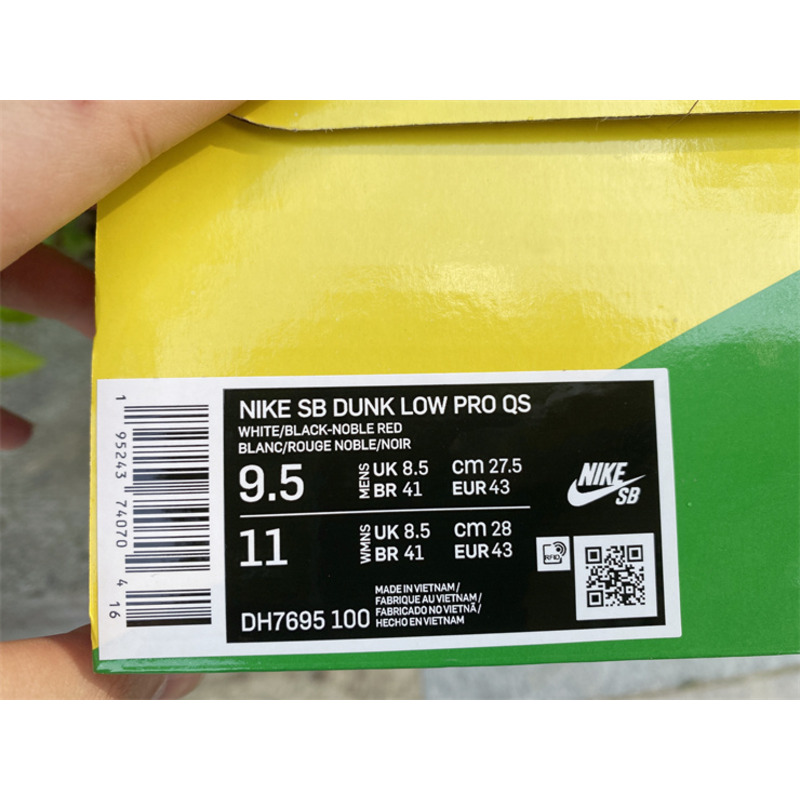 NIKE SB DUNK LOW PRO QS
WHITE/BLACK-NOBLE RED
BLANC/ROUGE NOBLE/NOIR
9.5 MENS UK 8.5 cm 27.5
BR 41 EUR 43
11 WMNS UK 8.5 cm 28
BR 41 EUR 43
NIKE
SB
RFID
DH7695 100
MADE IN VIETNAM/
FABRIQUE AU VIETNAM/
FABRICADO NO VIETNÃ/
HECHO EN VIETNAM
1 95243 74070 4 16